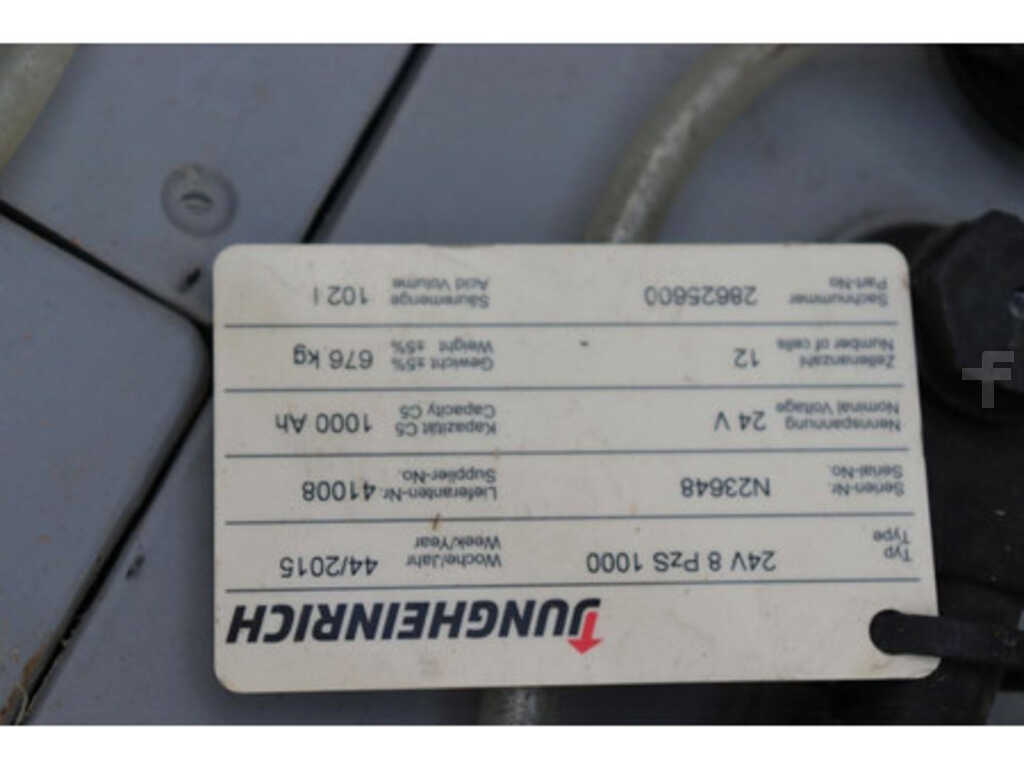 JUNGHEINRICH
Typ 24V 8 PzS 1000 Woche/Jahr 44/2015
Type Week/Year
Serien-Nr. N23648 Lieferanten-Nr. 41008
Serial-No. Supplier-No.
Nennspannung 24 V Kapazität C5 1000 Ah
Nominal Voltage Capacity C5
Zellenanzahl 12 Gewicht ±5% 676 kg
Number of cells Weight ±5%
Sachnummer 28625600 Säuremenge 102 l
Part-No Acid Volume
f